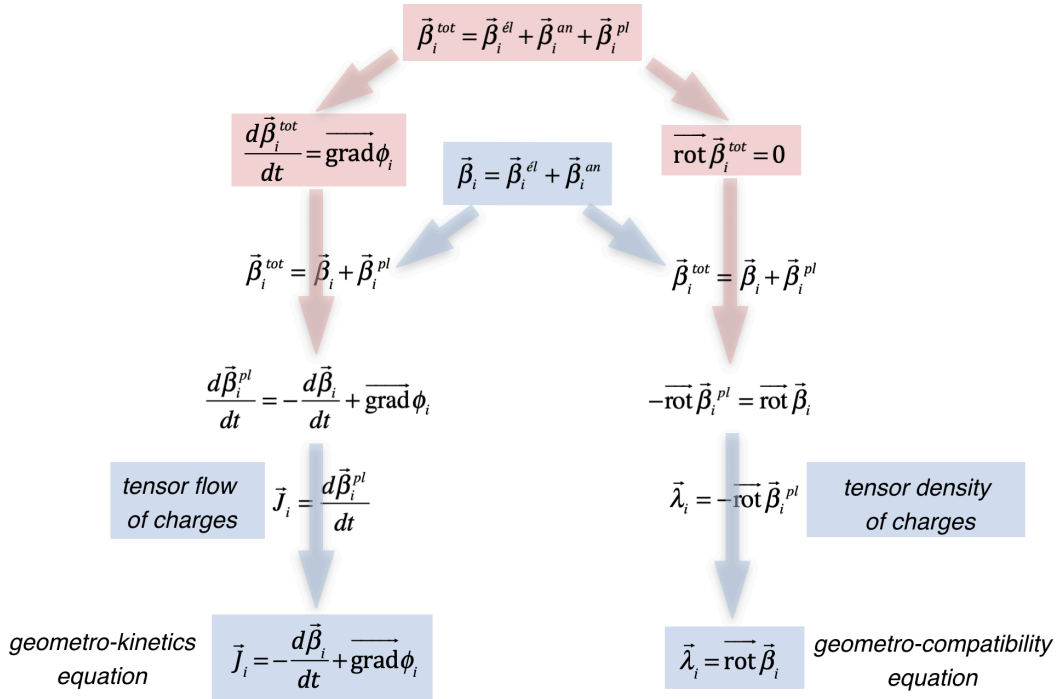 β⃗ᵢᵗᵒᵗ = β⃗ᵢᵉ́ˡ + β⃗ᵢᵃⁿ + β⃗ᵢᵖˡ
dβ⃗ᵢᵗᵒᵗ/dt = grad⃗ ϕᵢ
rot⃗ β⃗ᵢᵗᵒᵗ = 0
β⃗ᵢ = β⃗ᵢᵉ́ˡ + β⃗ᵢᵃⁿ
β⃗ᵢᵗᵒᵗ = β⃗ᵢ + β⃗ᵢᵖˡ
β⃗ᵢᵗᵒᵗ = β⃗ᵢ + β⃗ᵢᵖˡ
dβ⃗ᵢᵖˡ/dt = −dβ⃗ᵢ/dt + grad⃗ ϕᵢ
−rot⃗ β⃗ᵢᵖˡ = rot⃗ β⃗ᵢ
tensor flow
of charges
J⃗ᵢ = dβ⃗ᵢᵖˡ/dt
λ⃗ᵢ = −rot⃗ β⃗ᵢᵖˡ
tensor density
of charges
geometro-kinetics
equation
J⃗ᵢ = −dβ⃗ᵢ/dt + grad⃗ ϕᵢ
λ⃗ᵢ = rot⃗ β⃗ᵢ
geometro-compatibility
equation